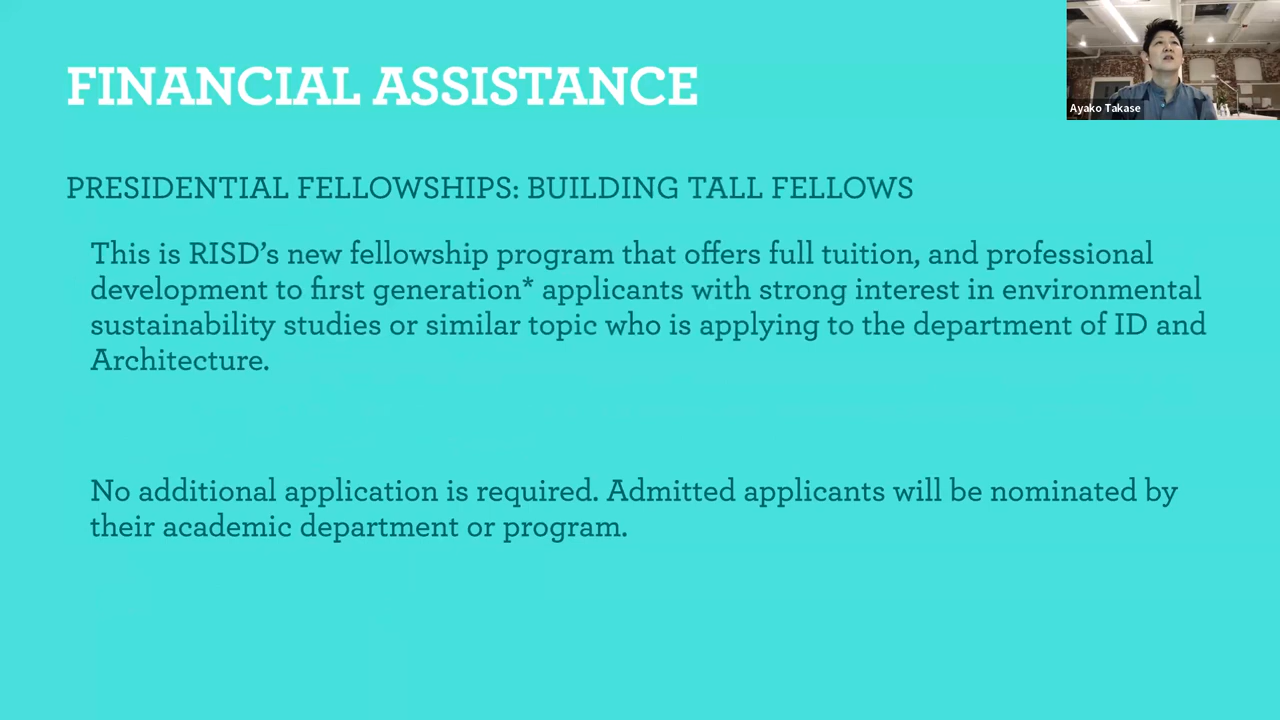 FINANCIAL ASSISTANCE
Ayako Takase
PRESIDENTIAL FELLOWSHIPS: BUILDING TALL FELLOWS
This is RISD’s new fellowship program that offers full tuition, and professional
development to first generation* applicants with strong interest in environmental
sustainability studies or similar topic who is applying to the department of ID and
Architecture.
No additional application is required. Admitted applicants will be nominated by
their academic department or program.